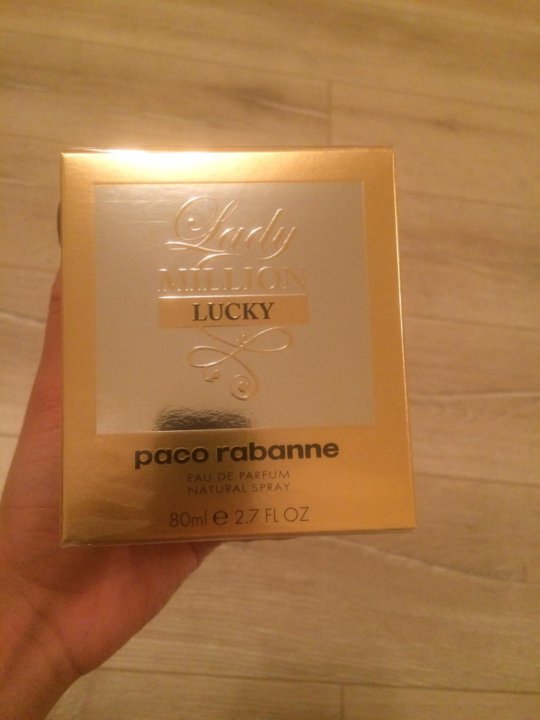 Lady
MILLION
LUCKY
paco rabanne
EAU DE PARFUM
NATURAL SPRAY
80ml e 2.7 FL OZ